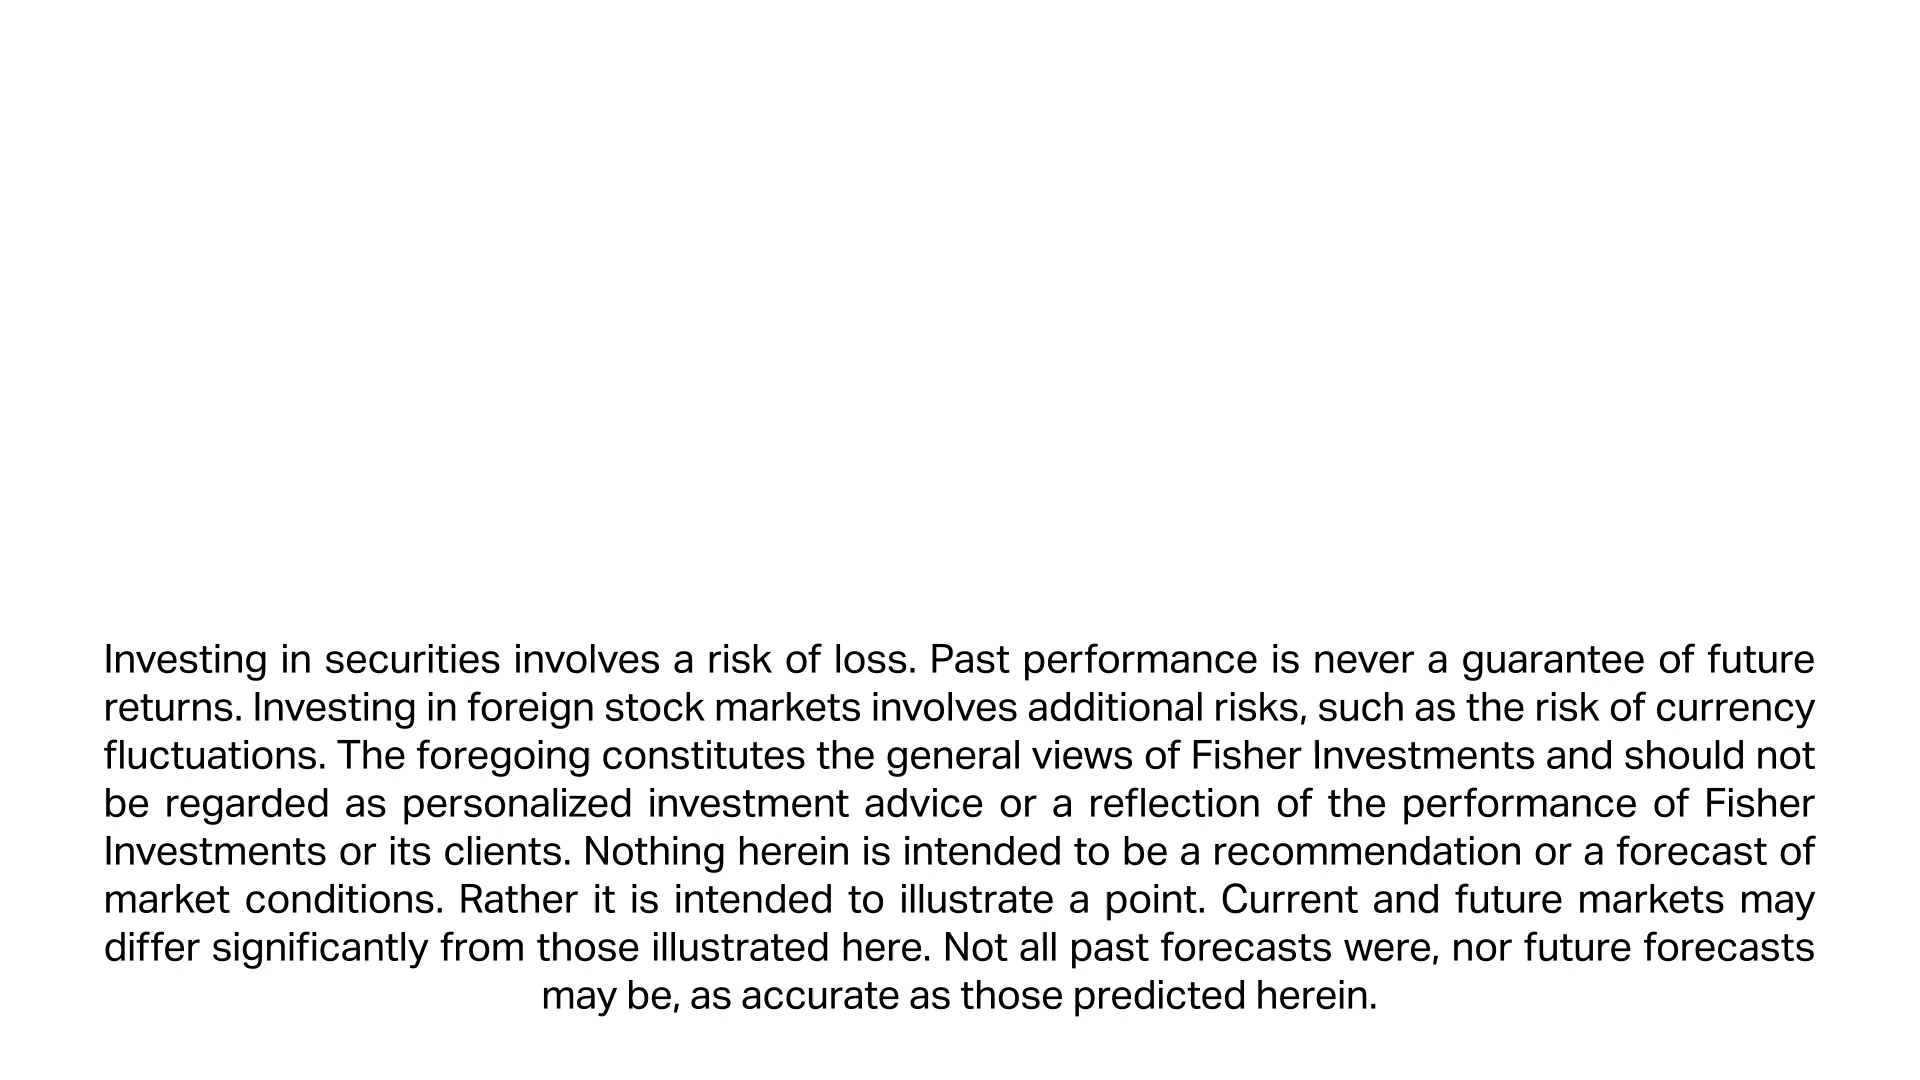 Investing in securities involves a risk of loss. Past performance is never a guarantee of future
returns. Investing in foreign stock markets involves additional risks, such as the risk of currency
fluctuations. The foregoing constitutes the general views of Fisher Investments and should not
be regarded as personalized investment advice or a reflection of the performance of Fisher
Investments or its clients. Nothing herein is intended to be a recommendation or a forecast of
market conditions. Rather it is intended to illustrate a point. Current and future markets may
differ significantly from those illustrated here. Not all past forecasts were, nor future forecasts
may be, as accurate as those predicted herein.